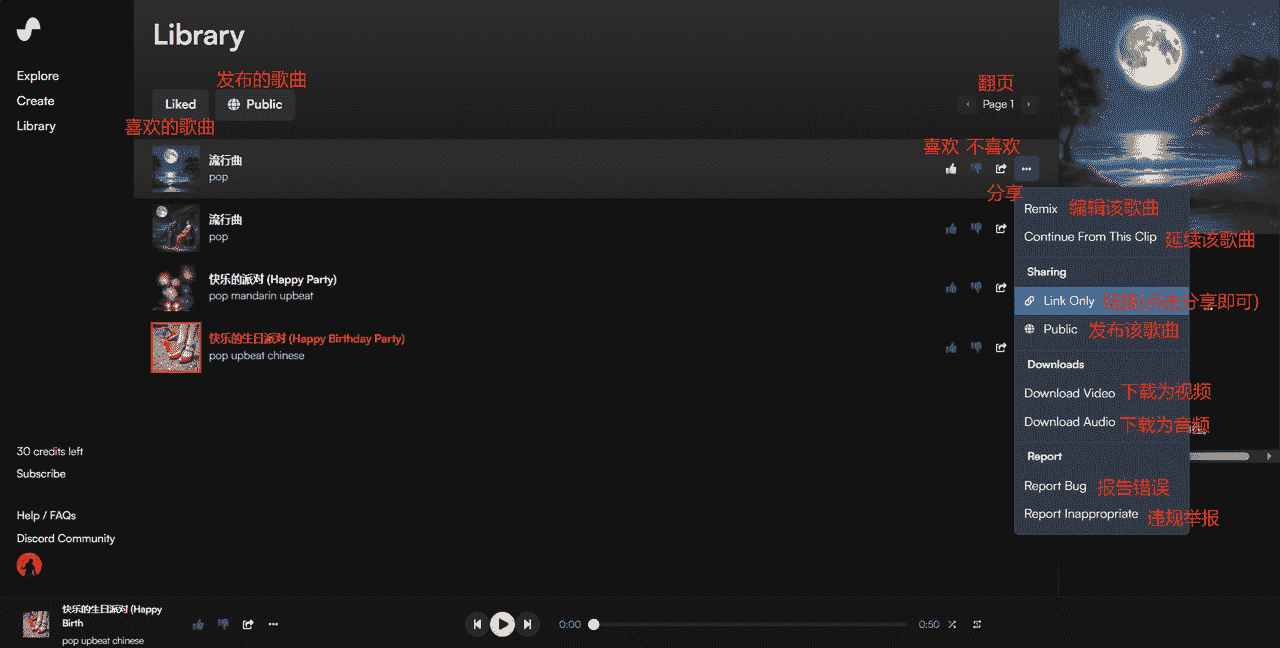 Library
Explore
Create
Library
发布的歌曲
Liked
Public
喜欢的歌曲
翻页
Page 1
喜欢 不喜欢
分享
流行曲
pop
流行曲
pop
快乐的派对 (Happy Party)
pop mandarin upbeat
快乐的生日派对 (Happy Birthday Party)
pop upbeat chinese
Remix 编辑该歌曲
Continue From This Clip 延续该歌曲
Sharing
Link Only 链接(点击分享即可)
Public 发布该歌曲
Downloads
Download Video 下载为视频
Download Audio 下载为音频
Report
Report Bug 报告错误
Report Inappropriate 违规举报
30 credits left
Subscribe
Help / FAQs
Discord Community
快乐的生日派对 (Happy
Birth
pop upbeat chinese
0:00
0:50